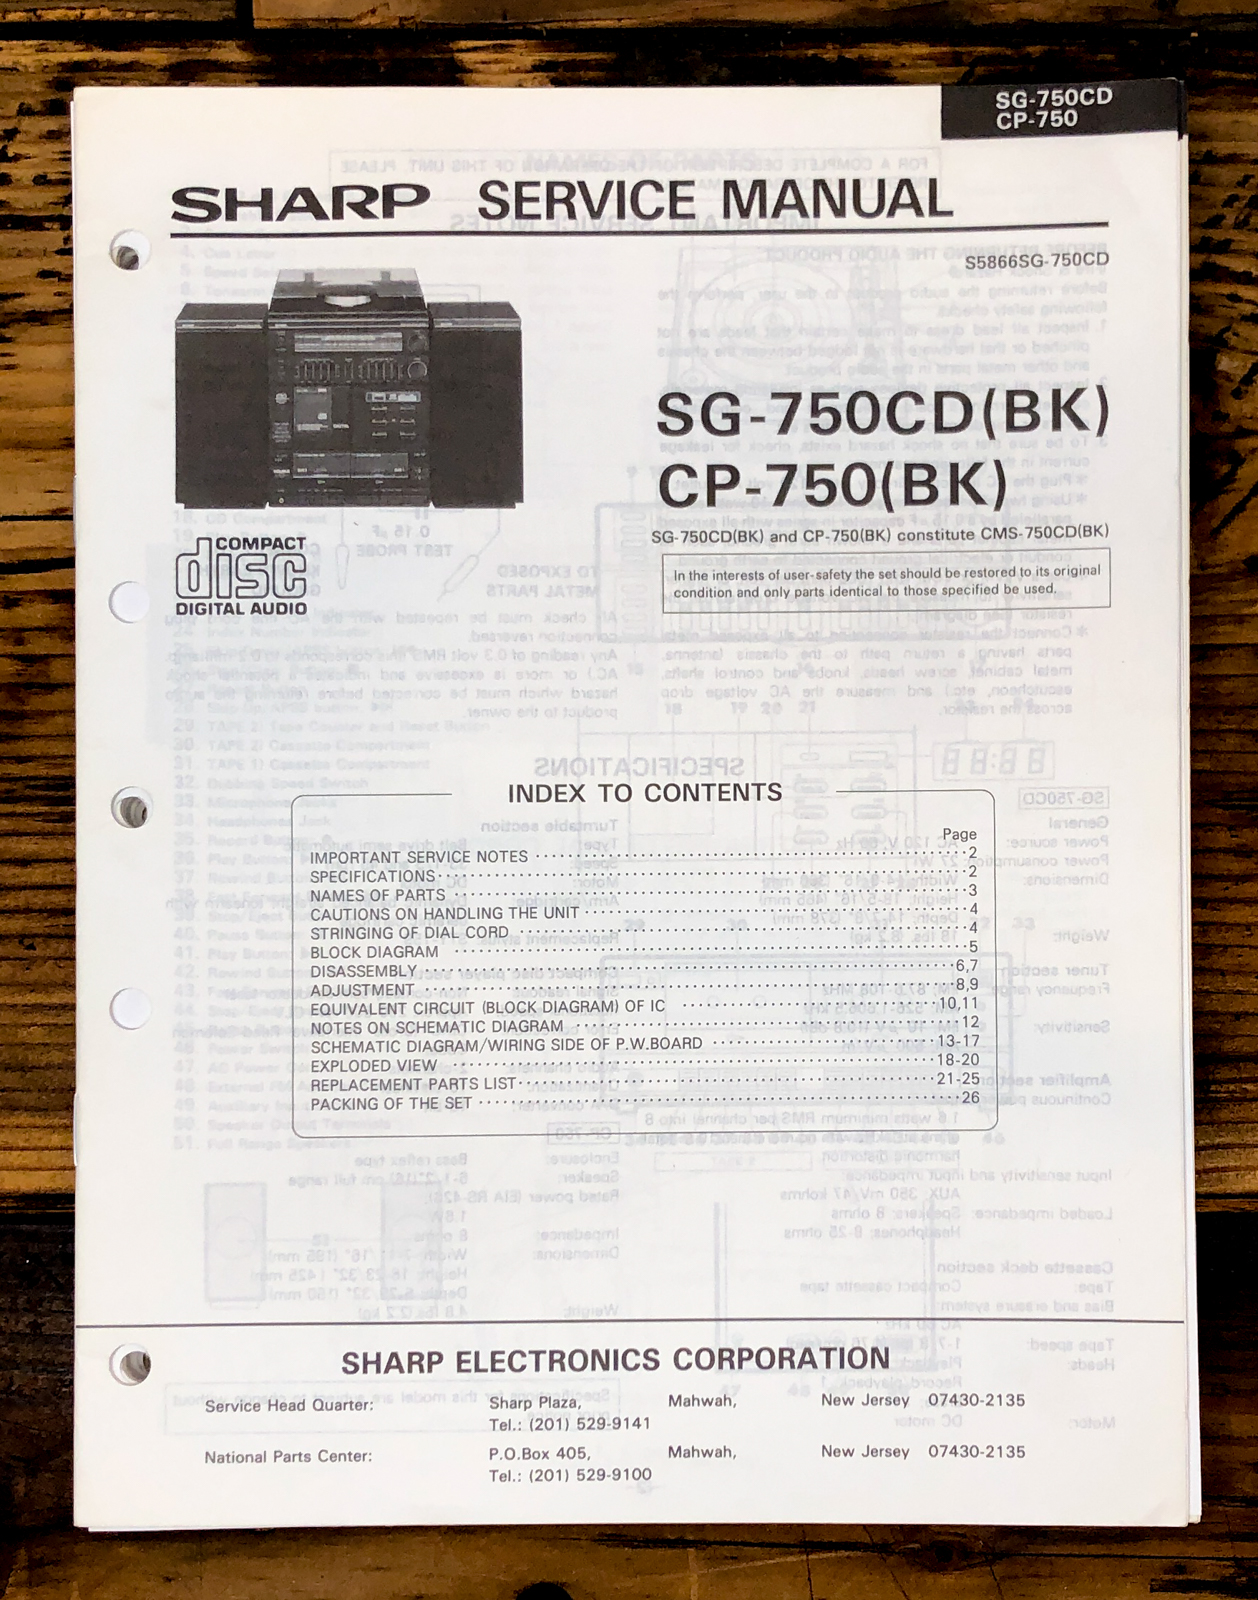 SG-750CD
CP-750
SHARP SERVICE MANUAL
S5866SG-750CD
SG-750CD(BK)
CP-750(BK)
SG-750CD(BK) and CP-750(BK) constitute CMS-750CD(BK)
In the interests of user-safety the set should be restored to its original
condition and only parts identical to those specified be used.
COMPACT
disc
DIGITAL AUDIO
INDEX TO CONTENTS
Page
IMPORTANT SERVICE NOTES 2
SPECIFICATIONS 2
NAMES OF PARTS 3
CAUTIONS ON HANDLING THE UNIT 4
STRINGING OF DIAL CORD 4
BLOCK DIAGRAM 5
DISASSEMBLY 6,7
ADJUSTMENT 8,9
EQUIVALENT CIRCUIT (BLOCK DIAGRAM) OF IC 10,11
NOTES ON SCHEMATIC DIAGRAM 12
SCHEMATIC DIAGRAM/WIRING SIDE OF P.W.BOARD 13-17
EXPLODED VIEW 18-20
REPLACEMENT PARTS LIST 21-25
PACKING OF THE SET 26
SHARP ELECTRONICS CORPORATION
Service Head Quarter: Sharp Plaza, Mahwah, New Jersey 07430-2135
Tel.: (201) 529-9141
National Parts Center: P.O.Box 405, Mahwah, New Jersey 07430-2135
Tel.: (201) 529-9100